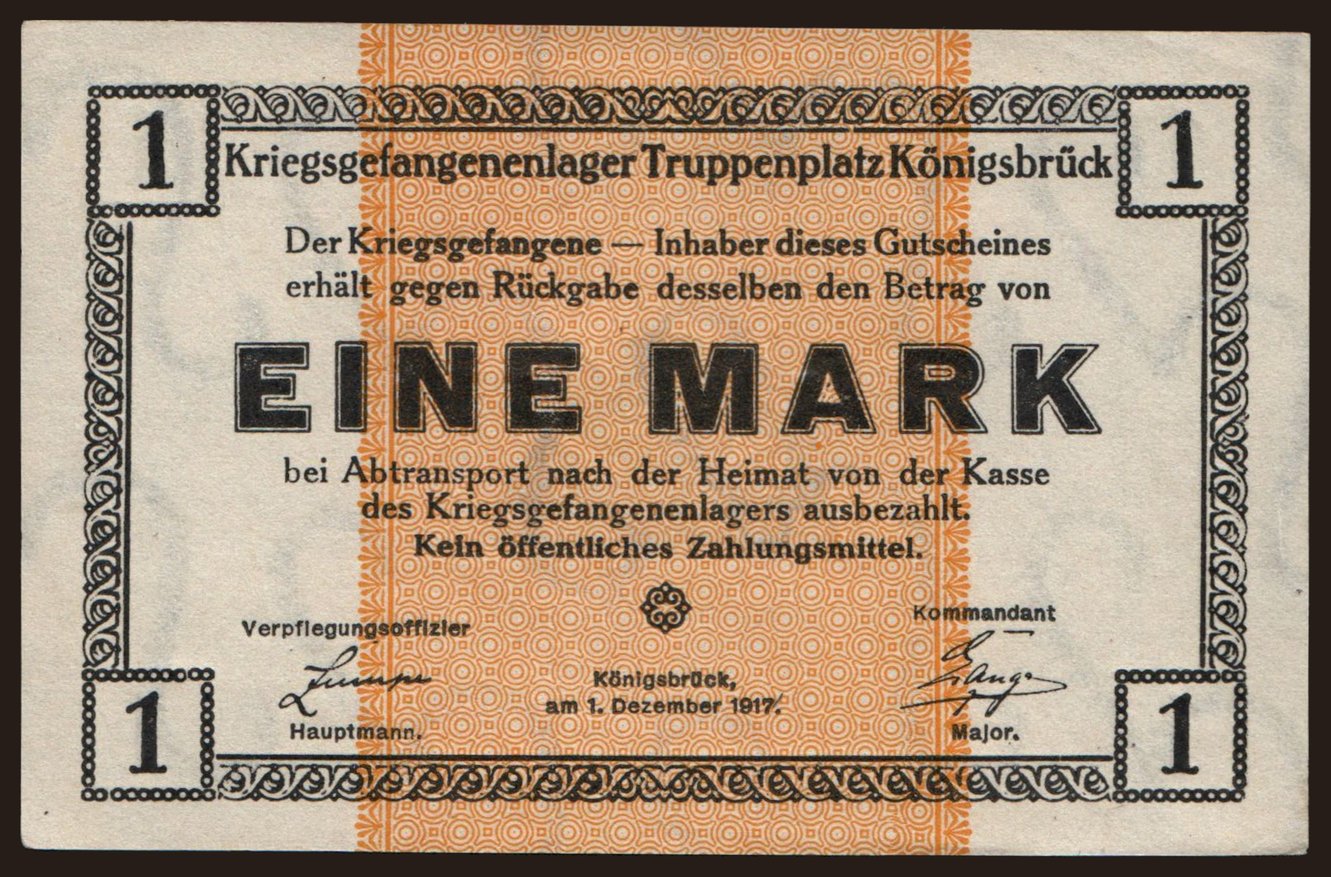 1
1
Kriegsgefangenenlager Truppenplatz Königsbrück
Der Kriegsgefangene — Inhaber dieses Gutscheines
erhält gegen Rückgabe desselben den Betrag von
EINE MARK
bei Abtransport nach der Heimat von der Kasse
des Kriegsgefangenenlagers ausbezahlt.
Kein öffentliches Zahlungsmittel.
Verpflegungsoffizier
Kommandant
Königsbrück,
am 1. Dezember 1917.
Hauptmann.
Major.
1
1